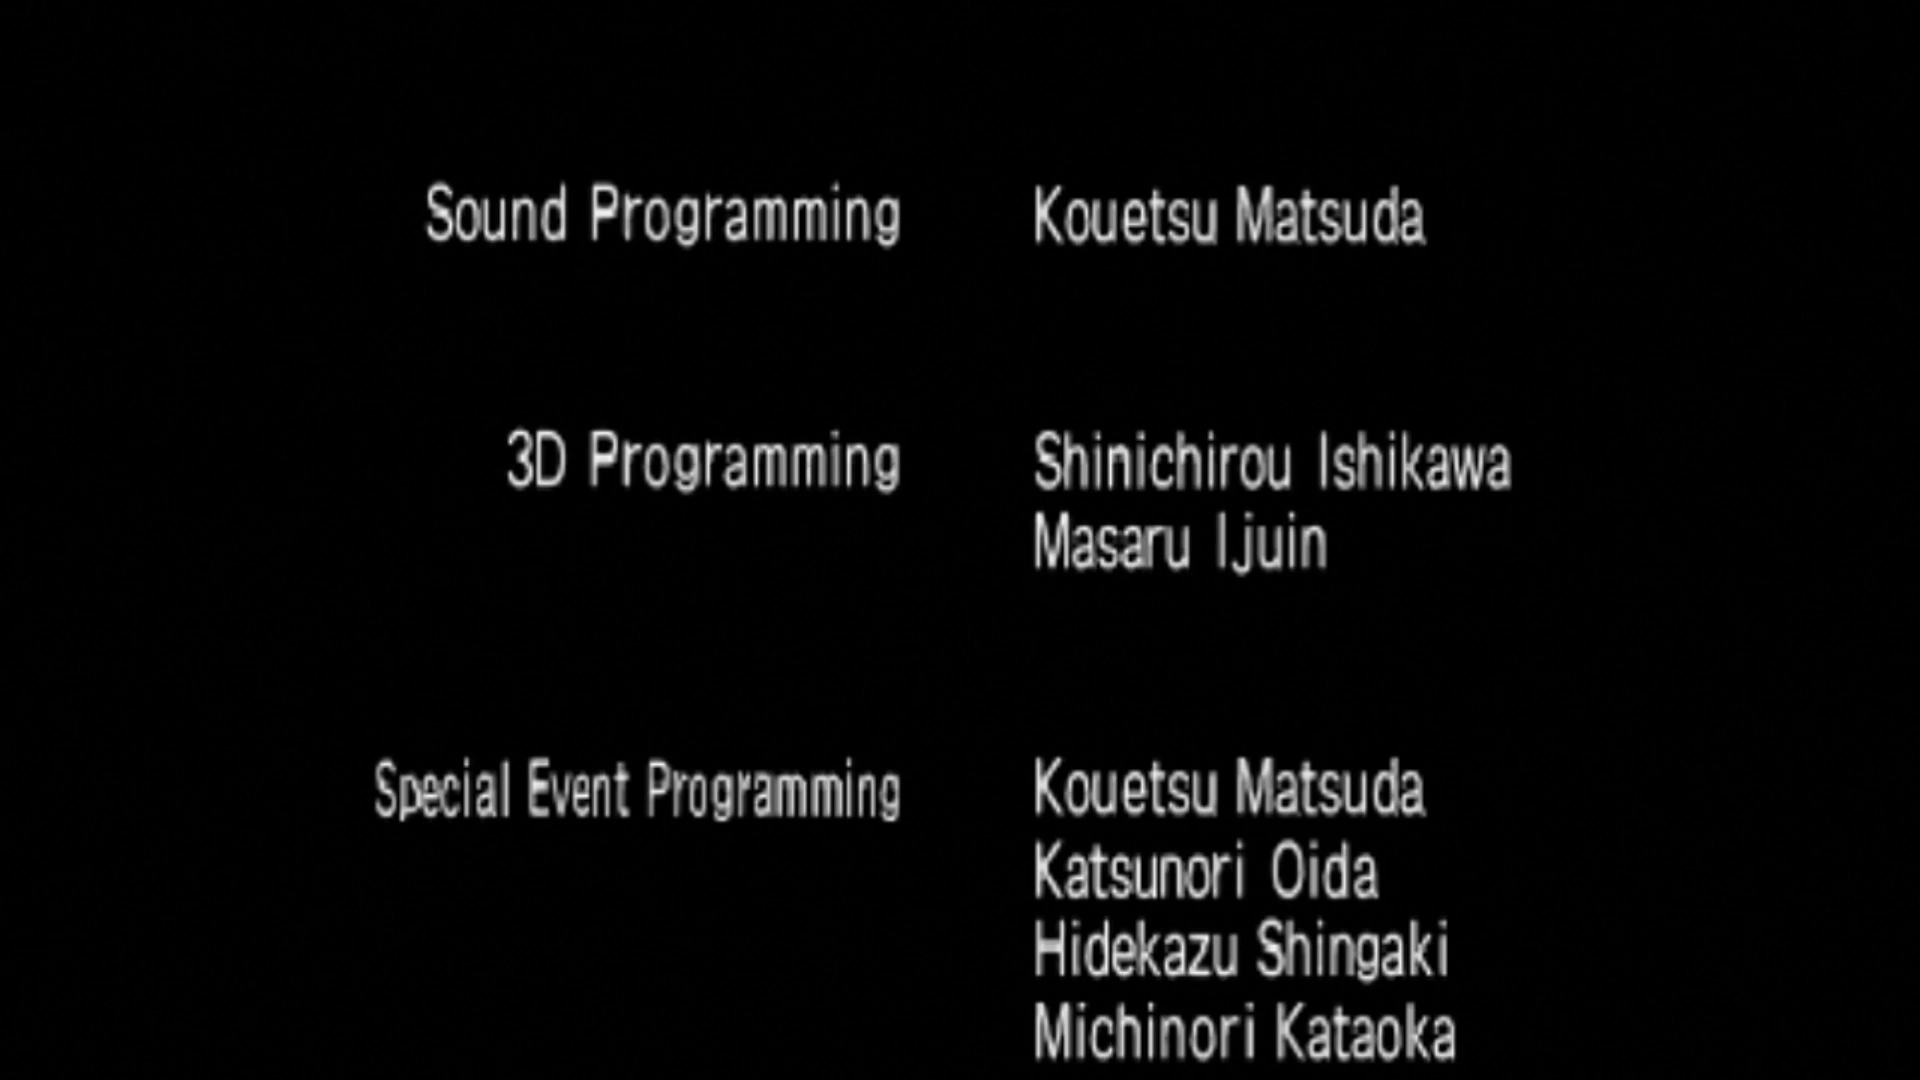 Sound Programming Kouetsu Matsuda
3D Programming Shinichirou Ishikawa
Masaru Ijuin
Special Event Programming Kouetsu Matsuda
Katsunori Oida
Hidekazu Shingaki
Michinori Kataoka